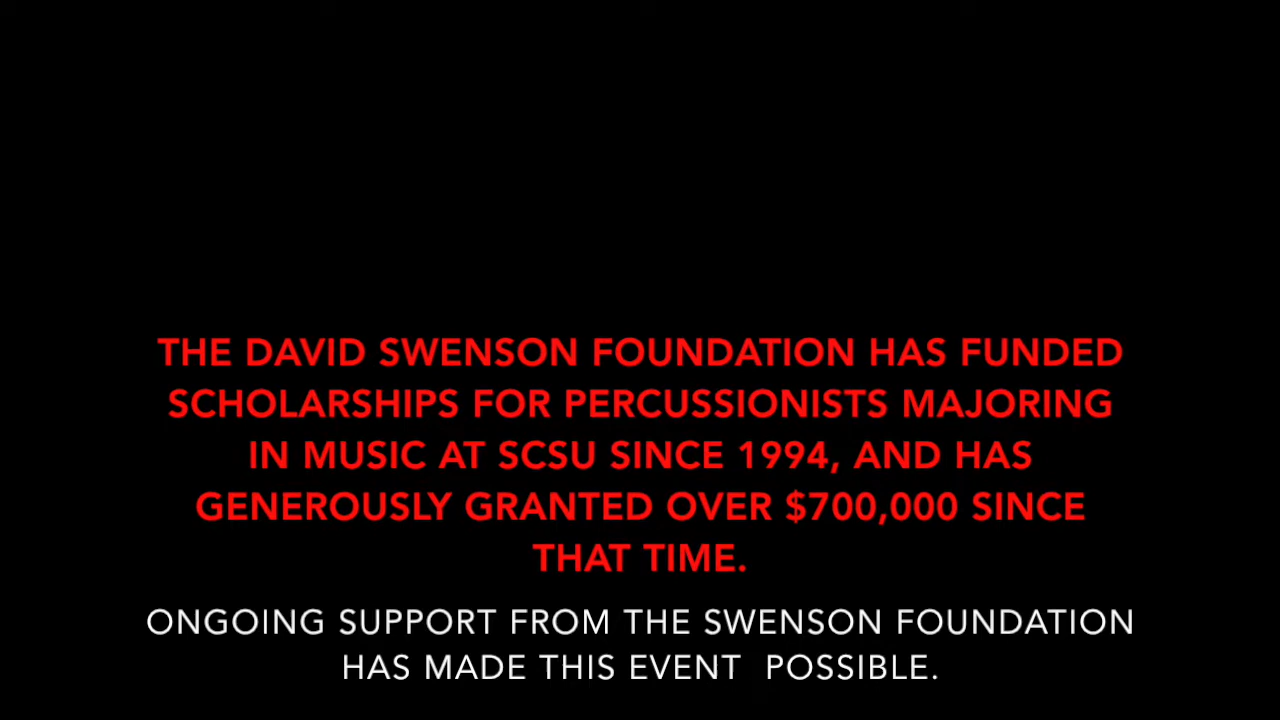 THE DAVID SWENSON FOUNDATION HAS FUNDED
SCHOLARSHIPS FOR PERCUSSIONISTS MAJORING
IN MUSIC AT SCSU SINCE 1994, AND HAS
GENEROUSLY GRANTED OVER $700,000 SINCE
THAT TIME.
ONGOING SUPPORT FROM THE SWENSON FOUNDATION
HAS MADE THIS EVENT  POSSIBLE.